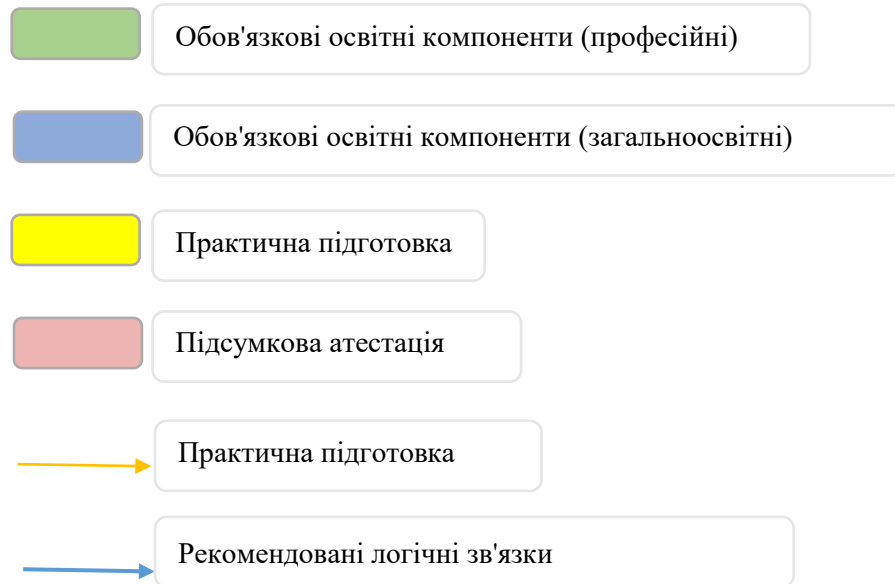 Обов'язкові освітні компоненти (професійні)
Обов'язкові освітні компоненти (загальноосвітні)
Практична підготовка
Підсумкова атестація
Практична підготовка
Рекомендовані логічні зв'язки